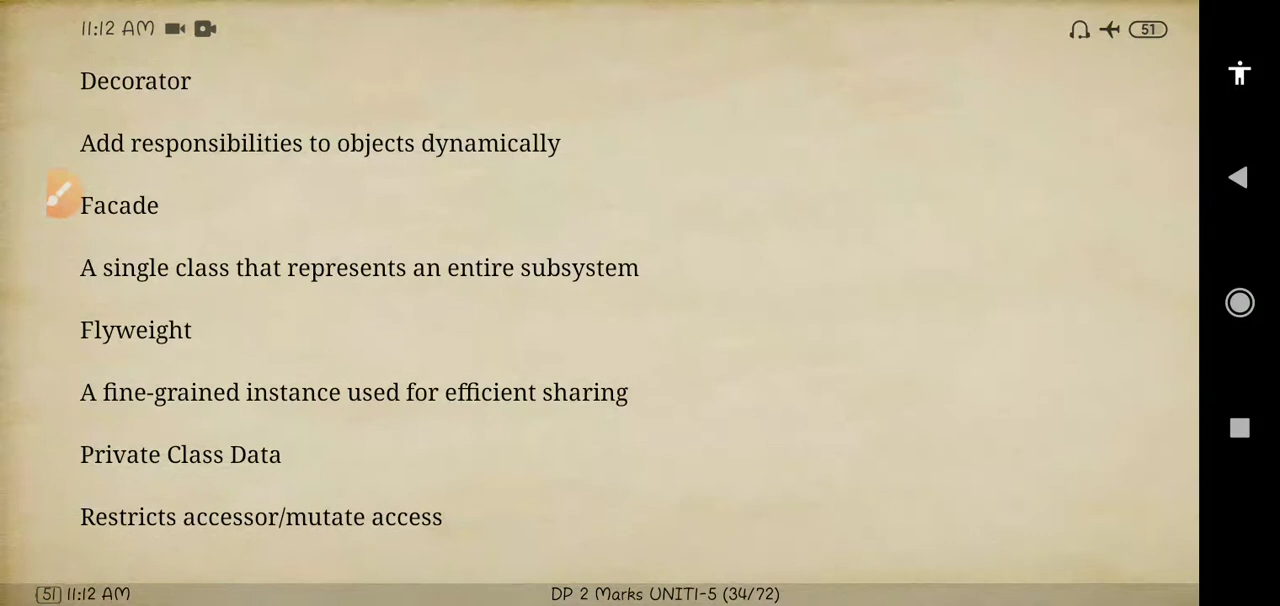 11:12 AM
51
Decorator
Add responsibilities to objects dynamically
Facade
A single class that represents an entire subsystem
Flyweight
A fine-grained instance used for efficient sharing
Private Class Data
Restricts accessor/mutate access
51 11:12 AM
DP 2 Marks UNIT1-5 (34/72)